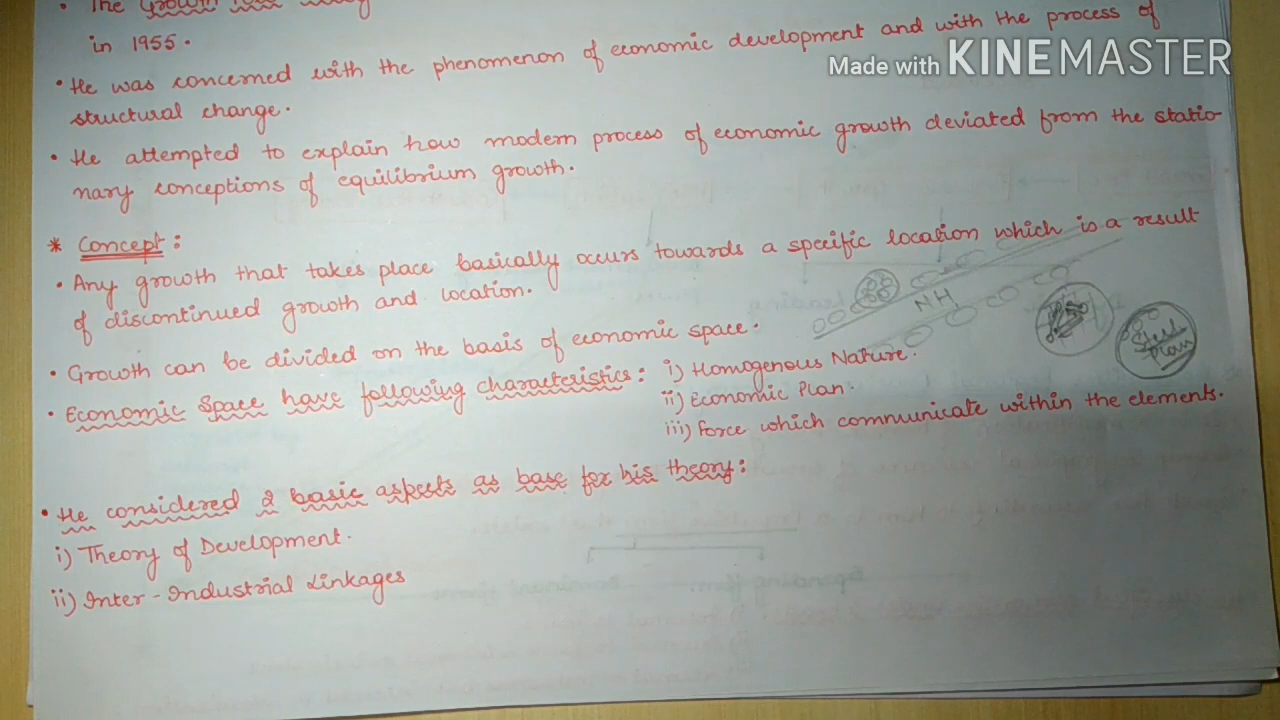 The Growth
in 1955.
• He was concerned with the phenomenon of economic development and with the process of
structural change.
• He attempted to explain how modern process of economic growth deviated from the statio-
nary conceptions of equilibrium growth.
* Concept:
• Any growth that takes place basically occurs towards a specific location which is a result
of discontinued growth and location.
• Growth can be divided on the basis of economic space.
• Economic Space have following characteristics: i) Homogenous Nature.
ii) Economic Plan.
iii) Force which communicate within the elements.
• He considered 2 basic aspects as base for his theory:
i) Theory of Development.
ii) Inter-Industrial Linkages
NH
Steel
Plan
Made with KINEMASTER